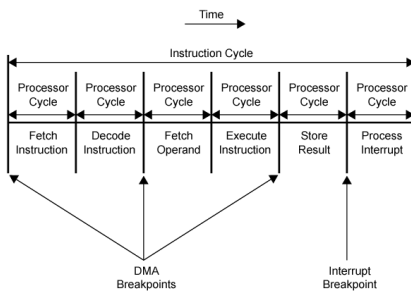 Time
Instruction Cycle
Processor Processor Processor Processor Processor Processor
Cycle Cycle Cycle Cycle Cycle Cycle
Fetch Decode Fetch Execute Store Process
Instruction Instruction Operand Instruction Result Interrupt
DMA Interrupt
Breakpoints Breakpoint